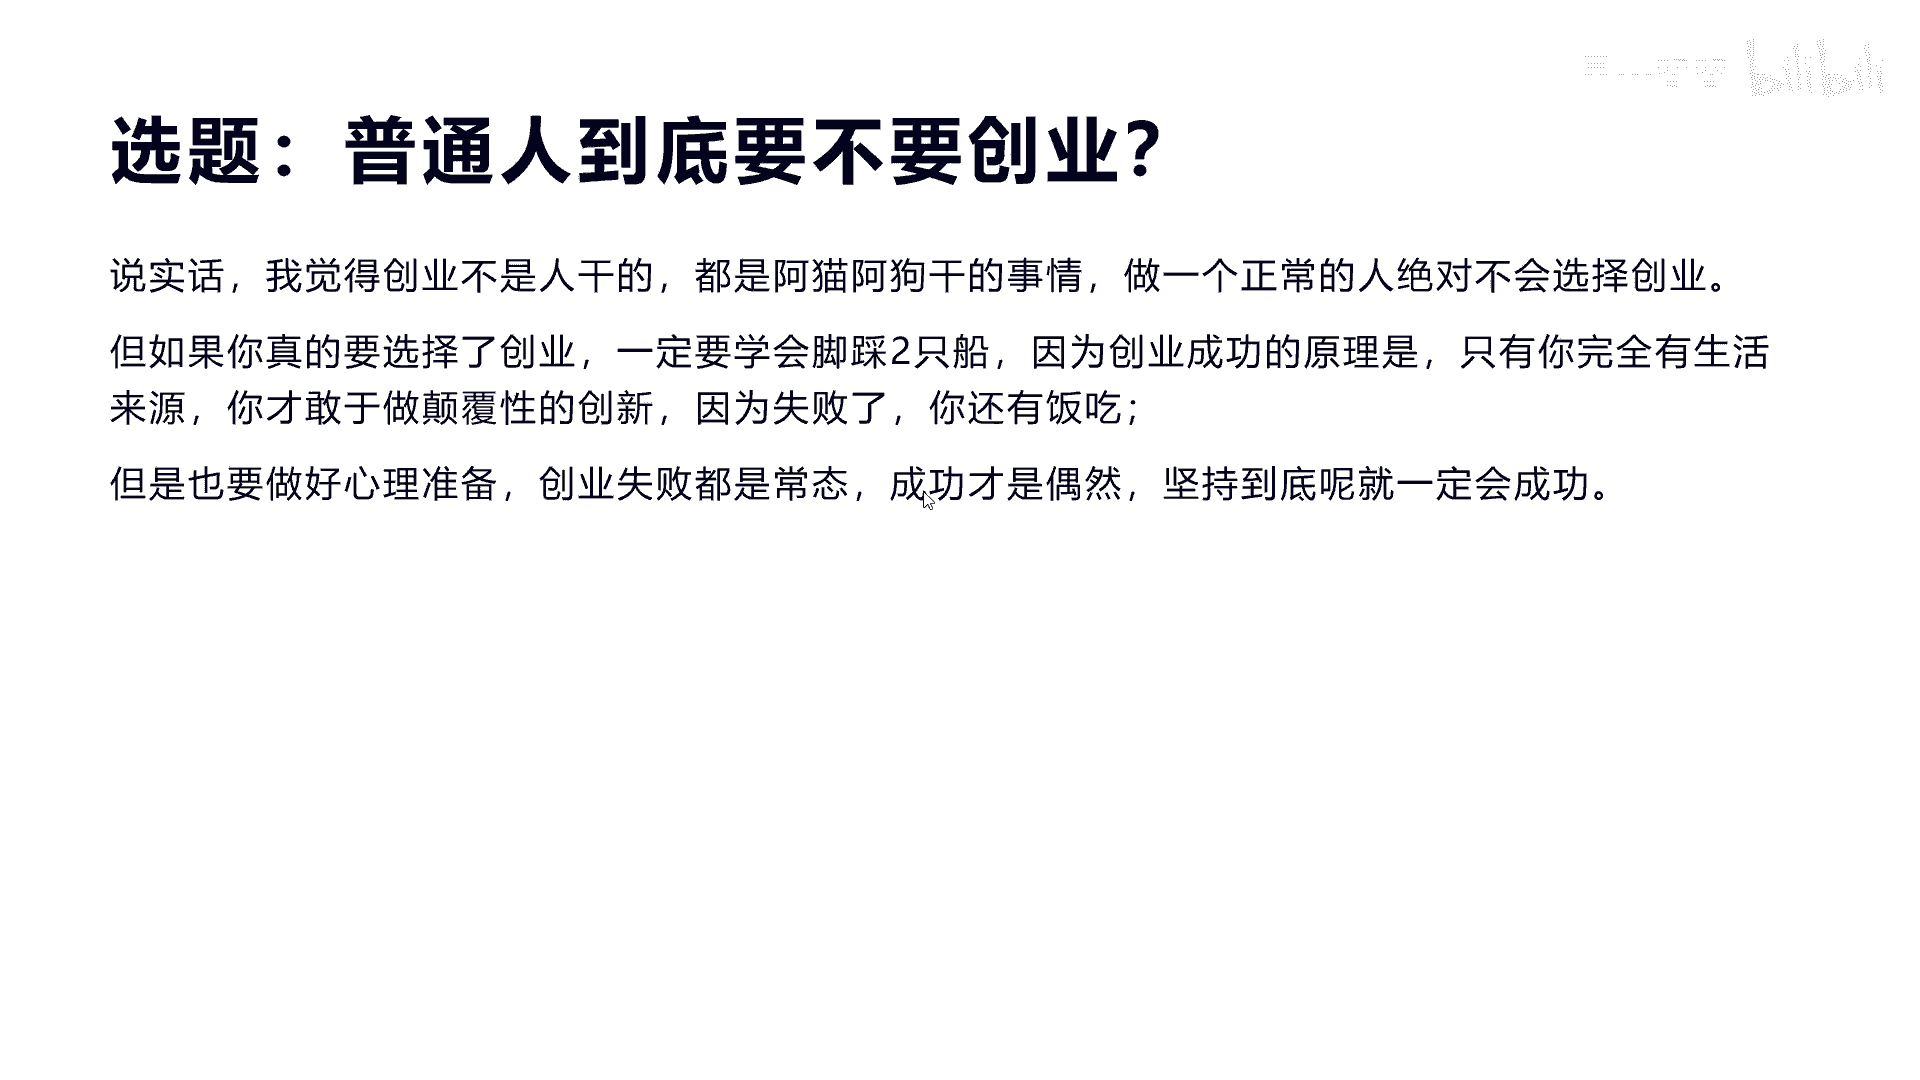 bilibili
选题：普通人到底要不要创业？
说实话，我觉得创业不是人干的，都是阿猫阿狗干的事情，做一个正常的人绝对不会选择创业。
但如果你真的要选择了创业，一定要学会脚踩2只船，因为创业成功的原理是，只有你完全有生活
来源，你才敢于做颠覆性的创新，因为失败了，你还有饭吃；
但是也要做好心理准备，创业失败都是常态，成功才是偶然，坚持到底呢就一定会成功。